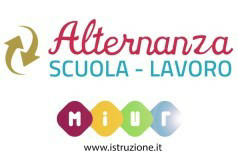 Alternanza
SCUOLA - LAVORO
Miur
www.istruzione.it